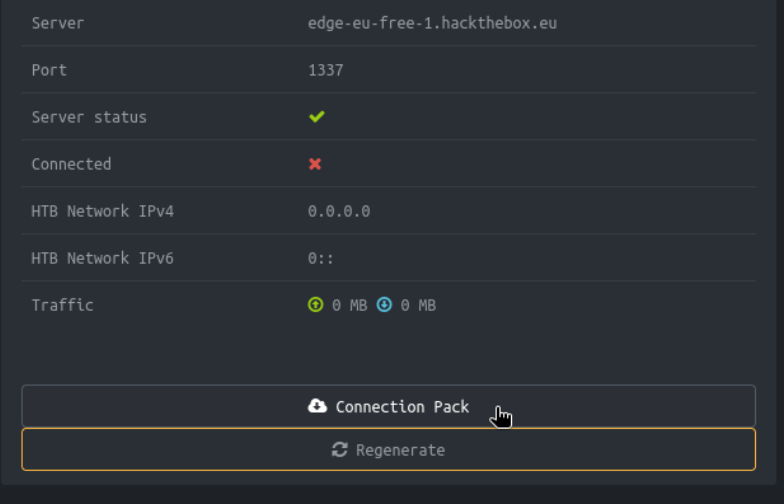 Server edge-eu-free-1.hackthebox.eu
Port 1337
Server status
Connected
HTB Network IPv4 0.0.0.0
HTB Network IPv6 0::
Traffic 0 MB 0 MB
Connection Pack
Regenerate